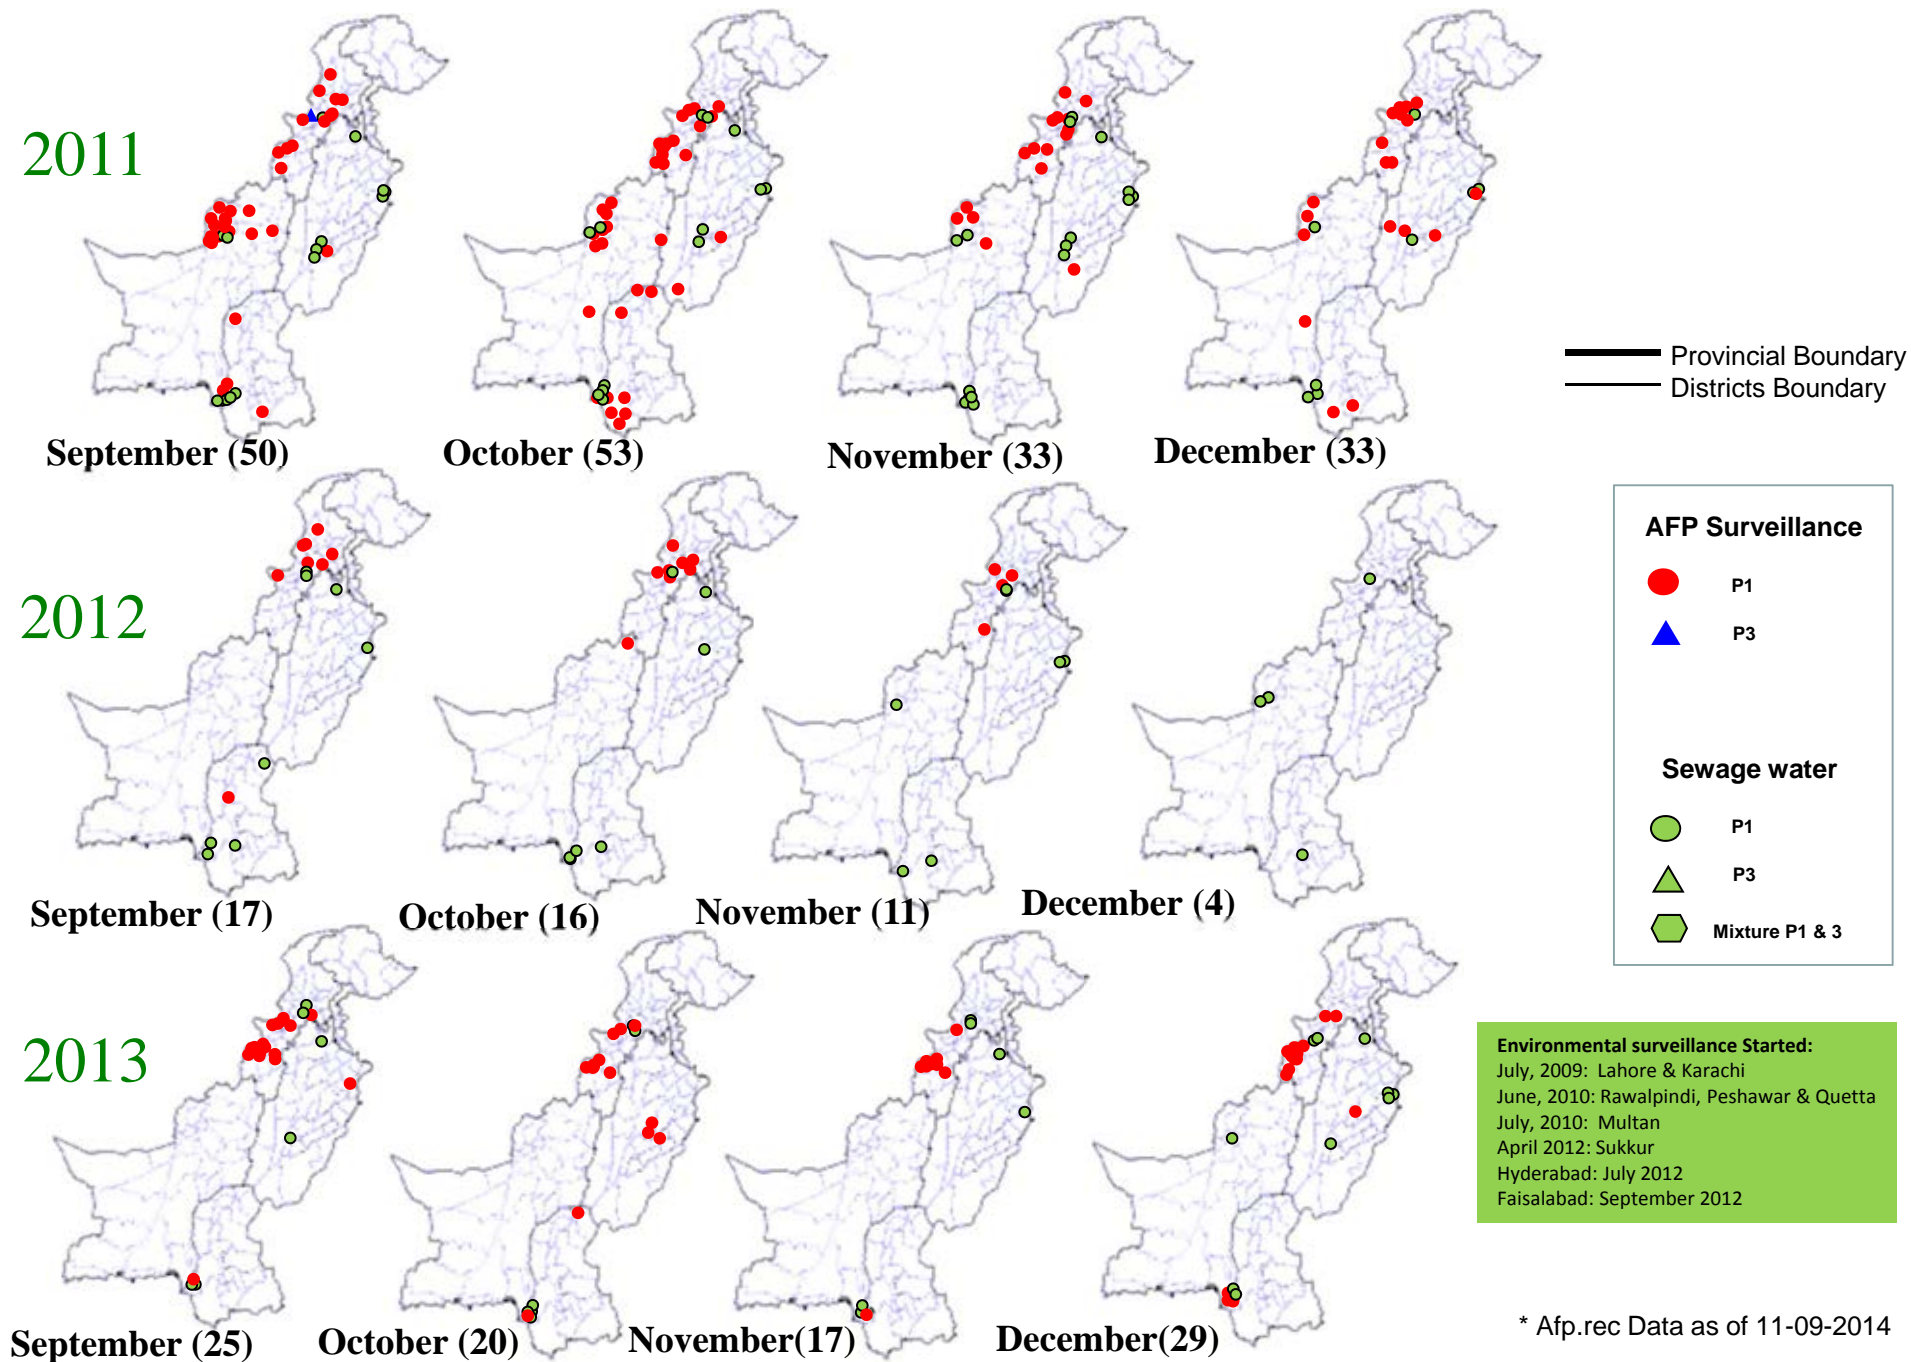 2011
September (50)
October (53)
November (33)
December (33)
Provincial Boundary
Districts Boundary
2012
September (17)
October (16)
November (11)
December (4)
AFP Surveillance
P1
P3
Sewage water
P1
P3
Mixture P1 & 3
2013
September (25)
October (20)
November(17)
December(29)
Environmental surveillance Started:
July, 2009: Lahore & Karachi
June, 2010: Rawalpindi, Peshawar & Quetta
July, 2010: Multan
April 2012: Sukkur
Hyderabad: July 2012
Faisalabad: September 2012
* Afp.rec Data as of 11-09-2014